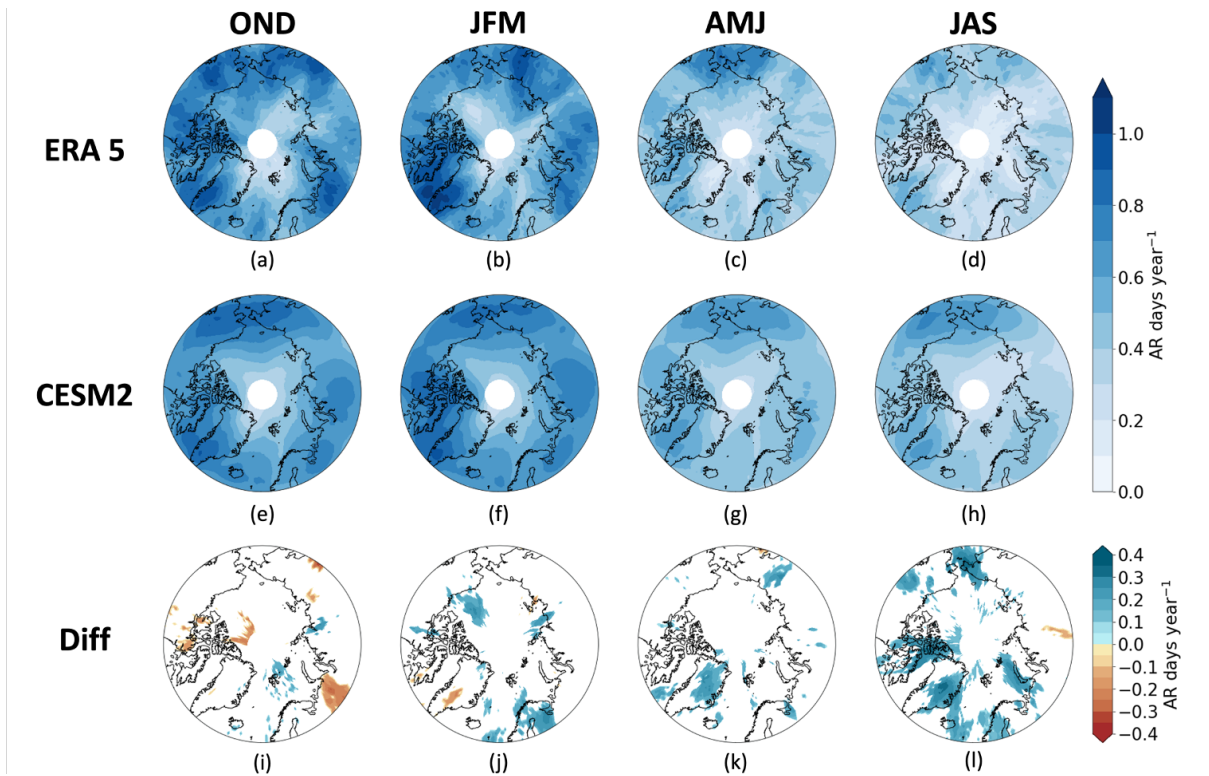 OND JFM AMJ JAS
ERA 5
(a) (b) (c) (d)
1.0
0.8
0.6
0.4
0.2
0.0
AR days year⁻¹
CESM2
(e) (f) (g) (h)
Diff
(i) (j) (k) (l)
0.4
0.3
0.2
0.1
0.0
−0.1
−0.2
−0.3
−0.4
AR days year⁻¹